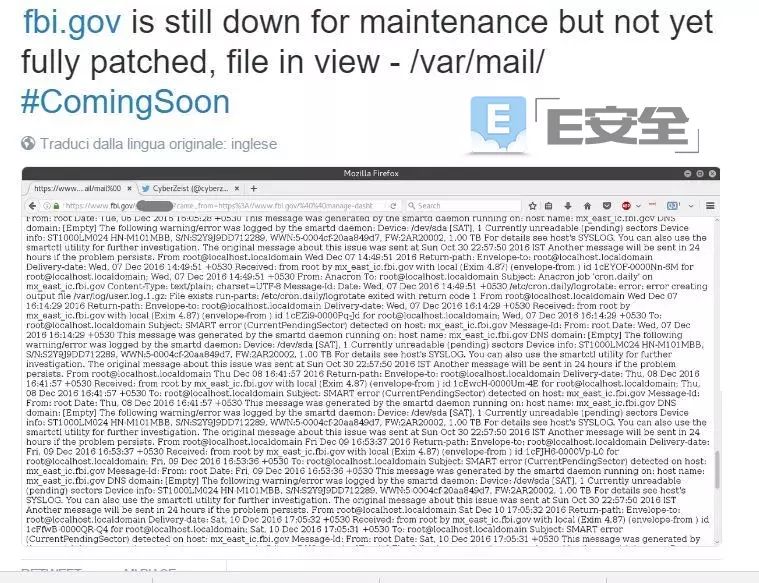 fbi.gov is still down for maintenance but not yet
fully patched, file in view - /var/mail/
#ComingSoon
E安全
Traduci dalla lingua originale: inglese
Mozilla Firefox
https://www....ail/mail%00
CyberZeist (@cyberz...
https://www.fbi.gov/ ?came_from=https%3A//www.fbi.gov/%40%40manage-dasht
Search
From: root Date: Tue, 06 Dec 2016 16:05:28 +0530 This message was generated by the smartd daemon running on: host name: mx_east_ic.fbi.gov DNS
domain: [Empty] The following warning/error was logged by the smartd daemon: Device: /dev/sda [SAT], 1 Currently unreadable (pending) sectors Device
info: ST1000LM024 HN-M101MBB, S/N:S2Y9J9DD712289, WWN:5-0004cf20aa849d7, FW:2AR20002, 1.00 TB For details see host's SYSLOG. You can also use the
smartctl utility for further investigation. The original message about this issue was sent at Sun Oct 30 22:57:50 2016 IST Another message will be sent in 24 hours if the
problem persists. From root@localhost.localdomain Wed Dec 07 14:49:51 2016 Return-path: Envelope-to: root@localhost.localdomain
Delivery-date: Wed, 07 Dec 2016 14:49:51 +0530 Received: from root by mx_east_ic.fbi.gov with local (Exim 4.87) (envelope-from ) id 1cEYOF-0000Nn-6M for
root@localhost.localdomain; Wed, 07 Dec 2016 14:49:51 +0530 From: Anacron To: root@localhost.localdomain Subject: Anacron job 'cron.daily' on
mx_east_ic.fbi.gov Content-Type: text/plain; charset=UTF-8 Message-Id: Date: Wed, 07 Dec 2016 14:49:51 +0530 /etc/cron.daily/logrotate: error: error creating
output file /var/log/user.log.1.gz: File exists run-parts: /etc/cron.daily/logrotate exited with return code 1 From root@localhost.localdomain Wed Dec 07
16:14:29 2016 Return-path: Envelope-to: root@localhost.localdomain Delivery-date: Wed, 07 Dec 2016 16:14:29 +0530 Received: from root by
mx_east_ic.fbi.gov with local (Exim 4.87) (envelope-from ) id 1cEZi9-0000Pq-Jd for root@localhost.localdomain; Wed, 07 Dec 2016 16:14:29 +0530 To:
root@localhost.localdomain Subject: SMART error (CurrentPendingSector) detected on host: mx_east_ic.fbi.gov Message-Id: From: root Date: Wed, 07 Dec
2016 16:14:29 +0530 This message was generated by the smartd daemon running on: host name: mx_east_ic.fbi.gov DNS domain: [Empty] The following
warning/error was logged by the smartd daemon: Device: /dev/sda [SAT], 1 Currently unreadable (pending) sectors Device info: ST1000LM024 HN-M101MBB,
S/N:S2Y9J9DD712289, WWN:5-0004cf-20aa849d7, FW:2AR20002, 1.00 TB For details see host's SYSLOG. You can also use the smartctl utility for further
investigation. The original message about this issue was sent at Sun Oct 30 22:57:50 2016 IST Another message will be sent in 24 hours if the problem
persists. From root@localhost.localdomain Thu Dec 08 16:41:57 2016 Return-path: Envelope-to: root@localhost.localdomain Delivery-date: Thu, 08 Dec 2016
16:41:57 +0530 Received: from root by mx_east_ic.fbi.gov with local (Exim 4.87) (envelope-from ) id 1cEwcH-0000Um-4E for root@localhost.localdomain; Thu,
08 Dec 2016 16:41:57 +0530 To: root@localhost.localdomain Subject: SMART error (CurrentPendingSector) detected on host: mx_east_ic.fbi.gov Message-Id:
From: root Date: Thu, 08 Dec 2016 16:41:57 +0530 This message was generated by the smartd daemon running on: host name: mx_east_ic.fbi.gov DNS
domain: [Empty] The following warning/error was logged by the smartd daemon: Device: /dev/sda [SAT], 1 Currently unreadable (pending) sectors Device
info: ST1000LM024 HN-M101MBB, S/N:S2Y9J9DD712289, WWN:5-0004cf20aa849d7, FW:2AR20002, 1.00 TB For details see host's SYSLOG. You can also use the
smartctl utility for further investigation. The original message about this issue was sent at Sun Oct 30 22:57:50 2016 IST Another message will be sent in 24
hours if the problem persists. From root@localhost.localdomain Fri Dec 09 16:53:37 2016 Return-path: Envelope-to: root@localhost.localdomain Delivery-date:
Fri, 09 Dec 2016 16:53:37 +0530 Received: from root by mx_east_ic.fbi.gov with local (Exim 4.87) (envelope-from ) id 1cFJH6-0000Vp-L0 for
root@localhost.localdomain; Fri, 09 Dec 2016 16:53:36 +0530 To: root@localhost.localdomain Subject: SMART error (CurrentPendingSector) detected on host:
mx_east_ic.fbi.gov Message-Id: From: root Date: Fri, 09 Dec 2016 16:53:36 +0530 This message was generated by the smartd daemon running on: host name:
mx_east_ic.fbi.gov DNS domain: [Empty] The following warning/error was logged by the smartd daemon: Device: /dev/sda [SAT], 1 Currently unreadable
(pending) sectors Device info: ST1000LM024 HN-M101MBB, S/N:S2Y9J9DD712289, WWN:5-0004cf20aa849d7, FW:2AR20002, 1.00 TB For details see host's
SYSLOG. You can also use the smartctl utility for further investigation. The original message about this issue was sent at Sun Oct 30 22:57:50 2016 IST
Another message will be sent in 24 hours if the problem persists. From root@localhost.localdomain Sat Dec 10 17:05:32 2016 Return-path: Envelope-to:
root@localhost.localdomain Delivery-date: Sat, 10 Dec 2016 17:05:32 +0530 Received: from root by mx_east_ic.fbi.gov with local (Exim 4.87) (envelope-from ) id
1cFfwB-0000QR-Q4 for root@localhost.localdomain; Sat, 10 Dec 2016 17:05:31 +0530 To: root@localhost.localdomain Subject: SMART error
(CurrentPendingSector) detected on host: mx_east_ic.fbi.gov Message-Id: From: root Date: Sat, 10 Dec 2016 17:05:31 +0530 This message was generated by